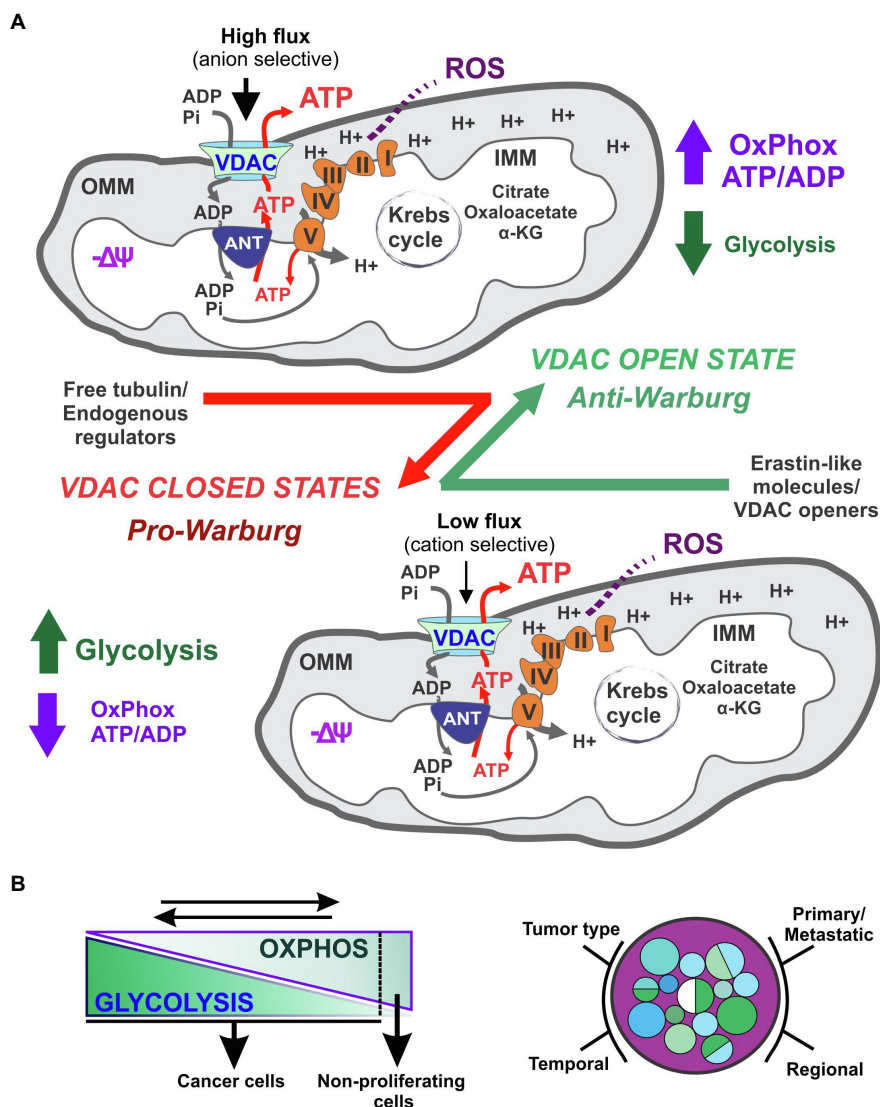 A
High flux
(anion selective)
ROS
ADP
Pi
ATP
VDAC
OMM
H+
H+
H+
H+
H+
H+
H+
H+
I
II
III
IV
V
IMM
Citrate
Oxaloacetate
α-KG
Krebs
cycle
ADP
ATP
ANT
-ΔΨ
H+
ADP
Pi
ATP
OxPhox
ATP/ADP
Glycolysis
VDAC OPEN STATE
Anti-Warburg
Free tubulin/
Endogenous
regulators
VDAC CLOSED STATES
Pro-Warburg
Erastin-like
molecules/
VDAC openers
Low flux
(cation selective)
ROS
ADP
Pi
ATP
VDAC
OMM
H+
H+
H+
H+
H+
H+
H+
H+
I
II
III
IV
V
IMM
Citrate
Oxaloacetate
α-KG
Krebs
cycle
ADP
ATP
ANT
-ΔΨ
H+
ADP
Pi
ATP
Glycolysis
OxPhox
ATP/ADP
B
OXPHOS
GLYCOLYSIS
Cancer cells
Non-proliferating
cells
Tumor type
Primary/
Metastatic
Temporal
Regional